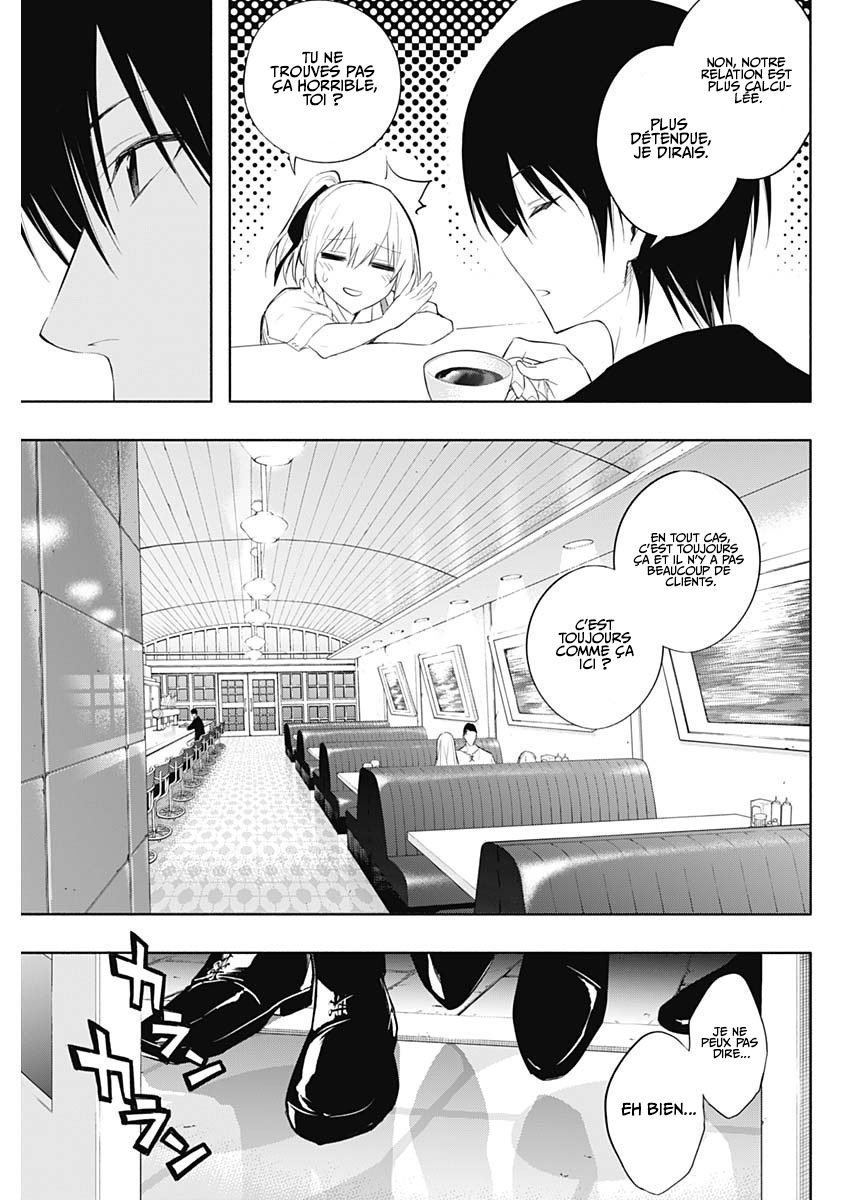 NON, NOTRE
RELATION EST
PLUS CALCU-
LÉE.
PLUS
DÉTENDUE,
JE DIRAIS.
TU NE
TROUVES PAS
ÇA HORRIBLE,
TOI ?
EN TOUT CAS,
C'EST TOUJOURS
ÇA ET IL N'Y A PAS
BEAUCOUP DE
CLIENTS.
C'EST
TOUJOURS
COMME ÇA
ICI ?
JE NE
PEUX PAS
DIRE...
EH BIEN...
カラン
カラン